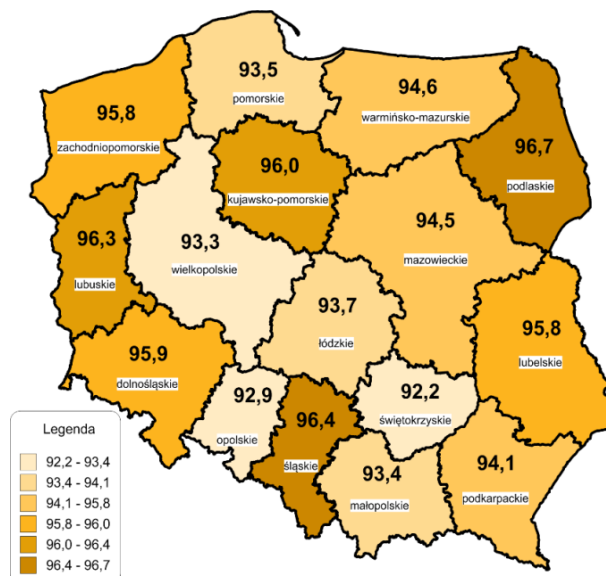 93,5
pomorskie
94,6
warmińsko-mazurskie
95,8
zachodniopomorskie
96,7
podlaskie
96,0
kujawsko-pomorskie
94,5
mazowieckie
96,3
lubuskie
93,3
wielkopolskie
93,7
łódzkie
95,8
lubelskie
95,9
dolnośląskie
92,9
opolskie
96,4
śląskie
92,2
świętokrzyskie
93,4
małopolskie
94,1
podkarpackie
Legenda
92,2 - 93,4
93,4 - 94,1
94,1 - 95,8
95,8 - 96,0
96,0 - 96,4
96,4 - 96,7